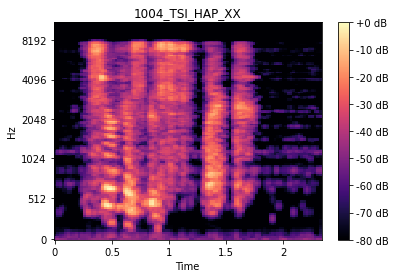 1004_TSI_HAP_XX
+0 dB
8192
-10 dB
4096
-20 dB
-30 dB
2048
-40 dB
Hz
1024
-50 dB
512
-60 dB
-70 dB
0
-80 dB
0 0.5 1 1.5 2
Time